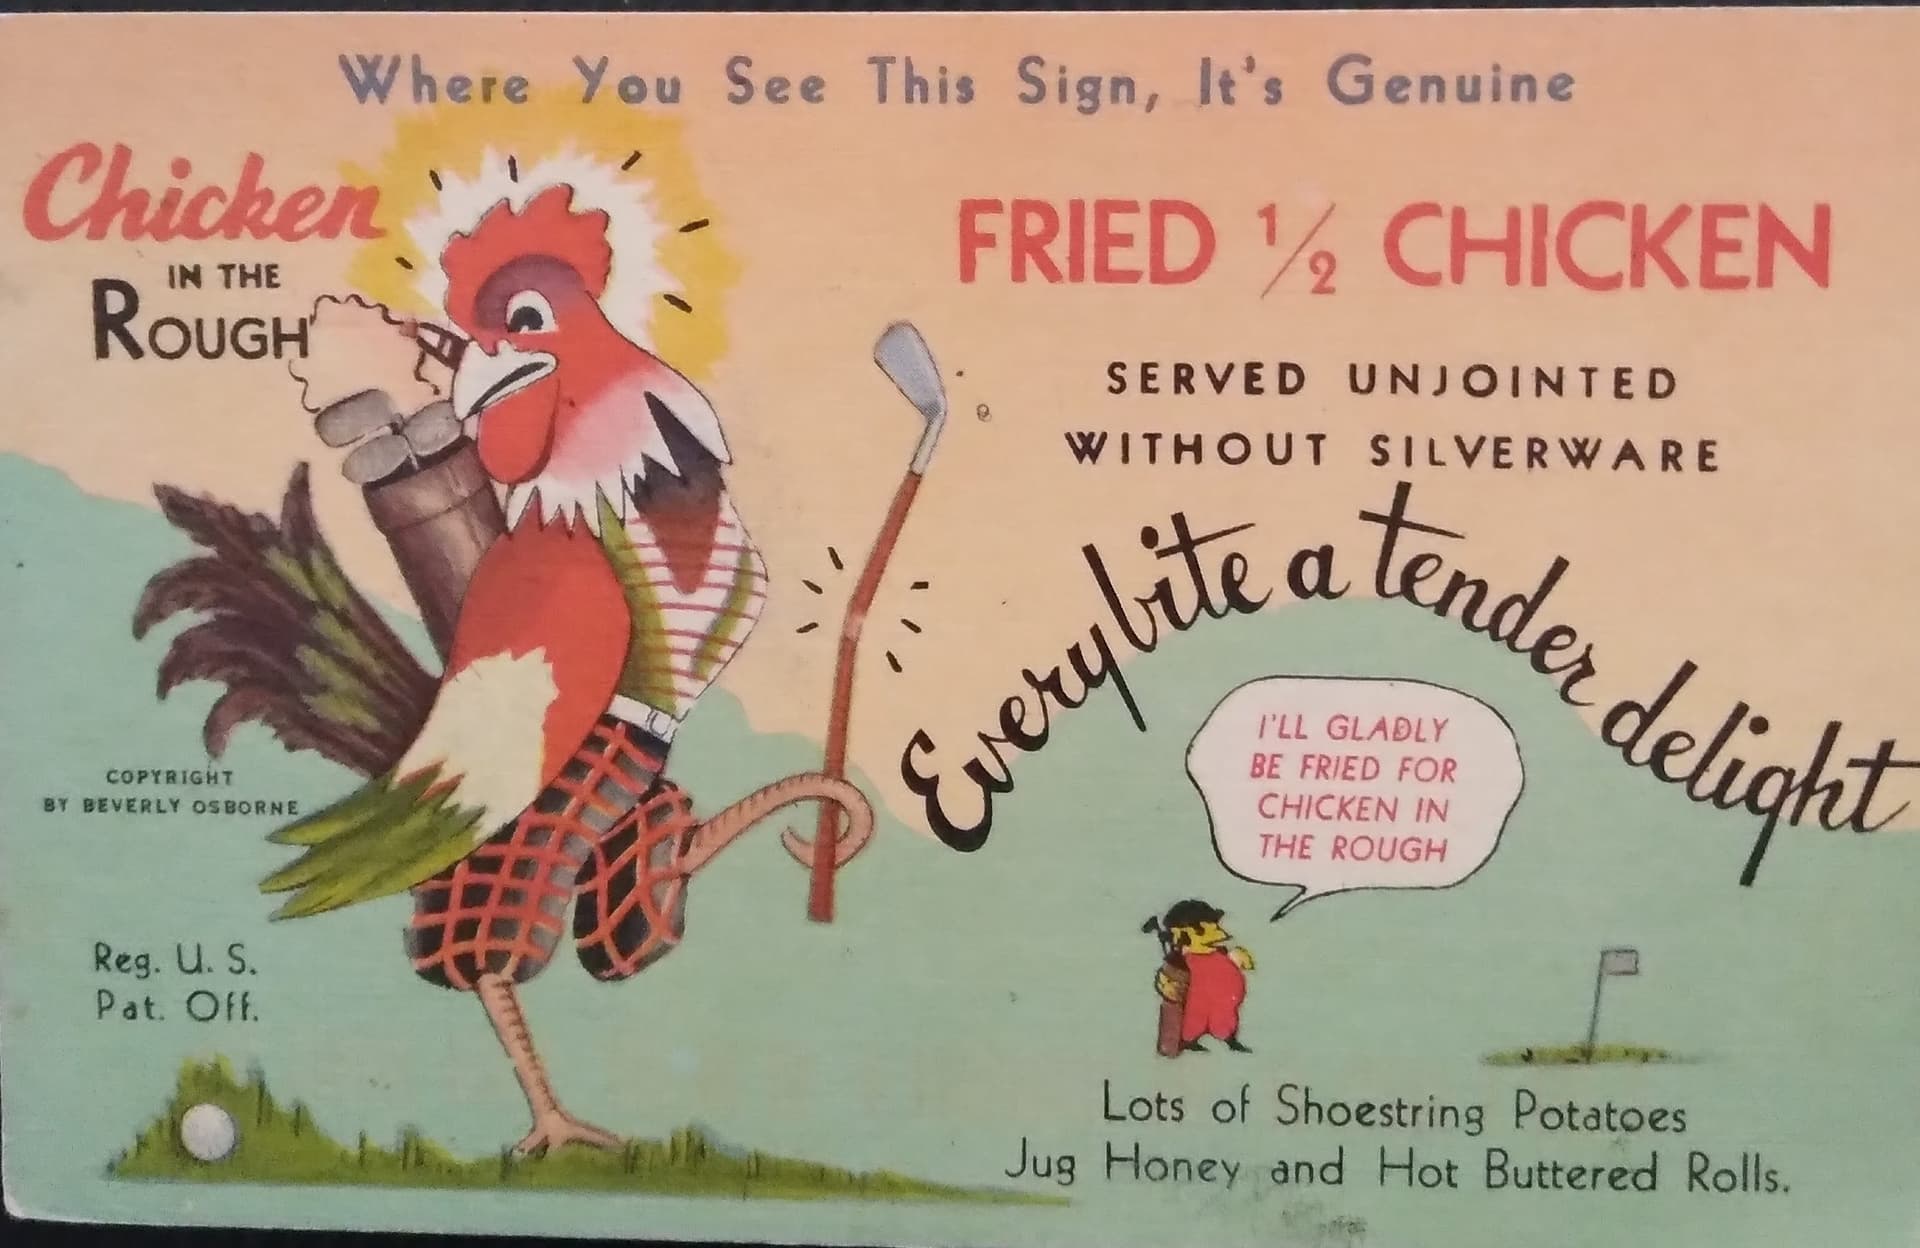 Where You See This Sign, It's Genuine
Chicken
IN THE
ROUGH
FRIED 1/2 CHICKEN
SERVED UNJOINTED
WITHOUT SILVERWARE
Every bite a tender delight
I'LL GLADLY
BE FRIED FOR
CHICKEN IN
THE ROUGH
COPYRIGHT
BY BEVERLY OSBORNE
Reg. U. S.
Pat. Off.
Lots of Shoestring Potatoes
Jug Honey and Hot Buttered Rolls.